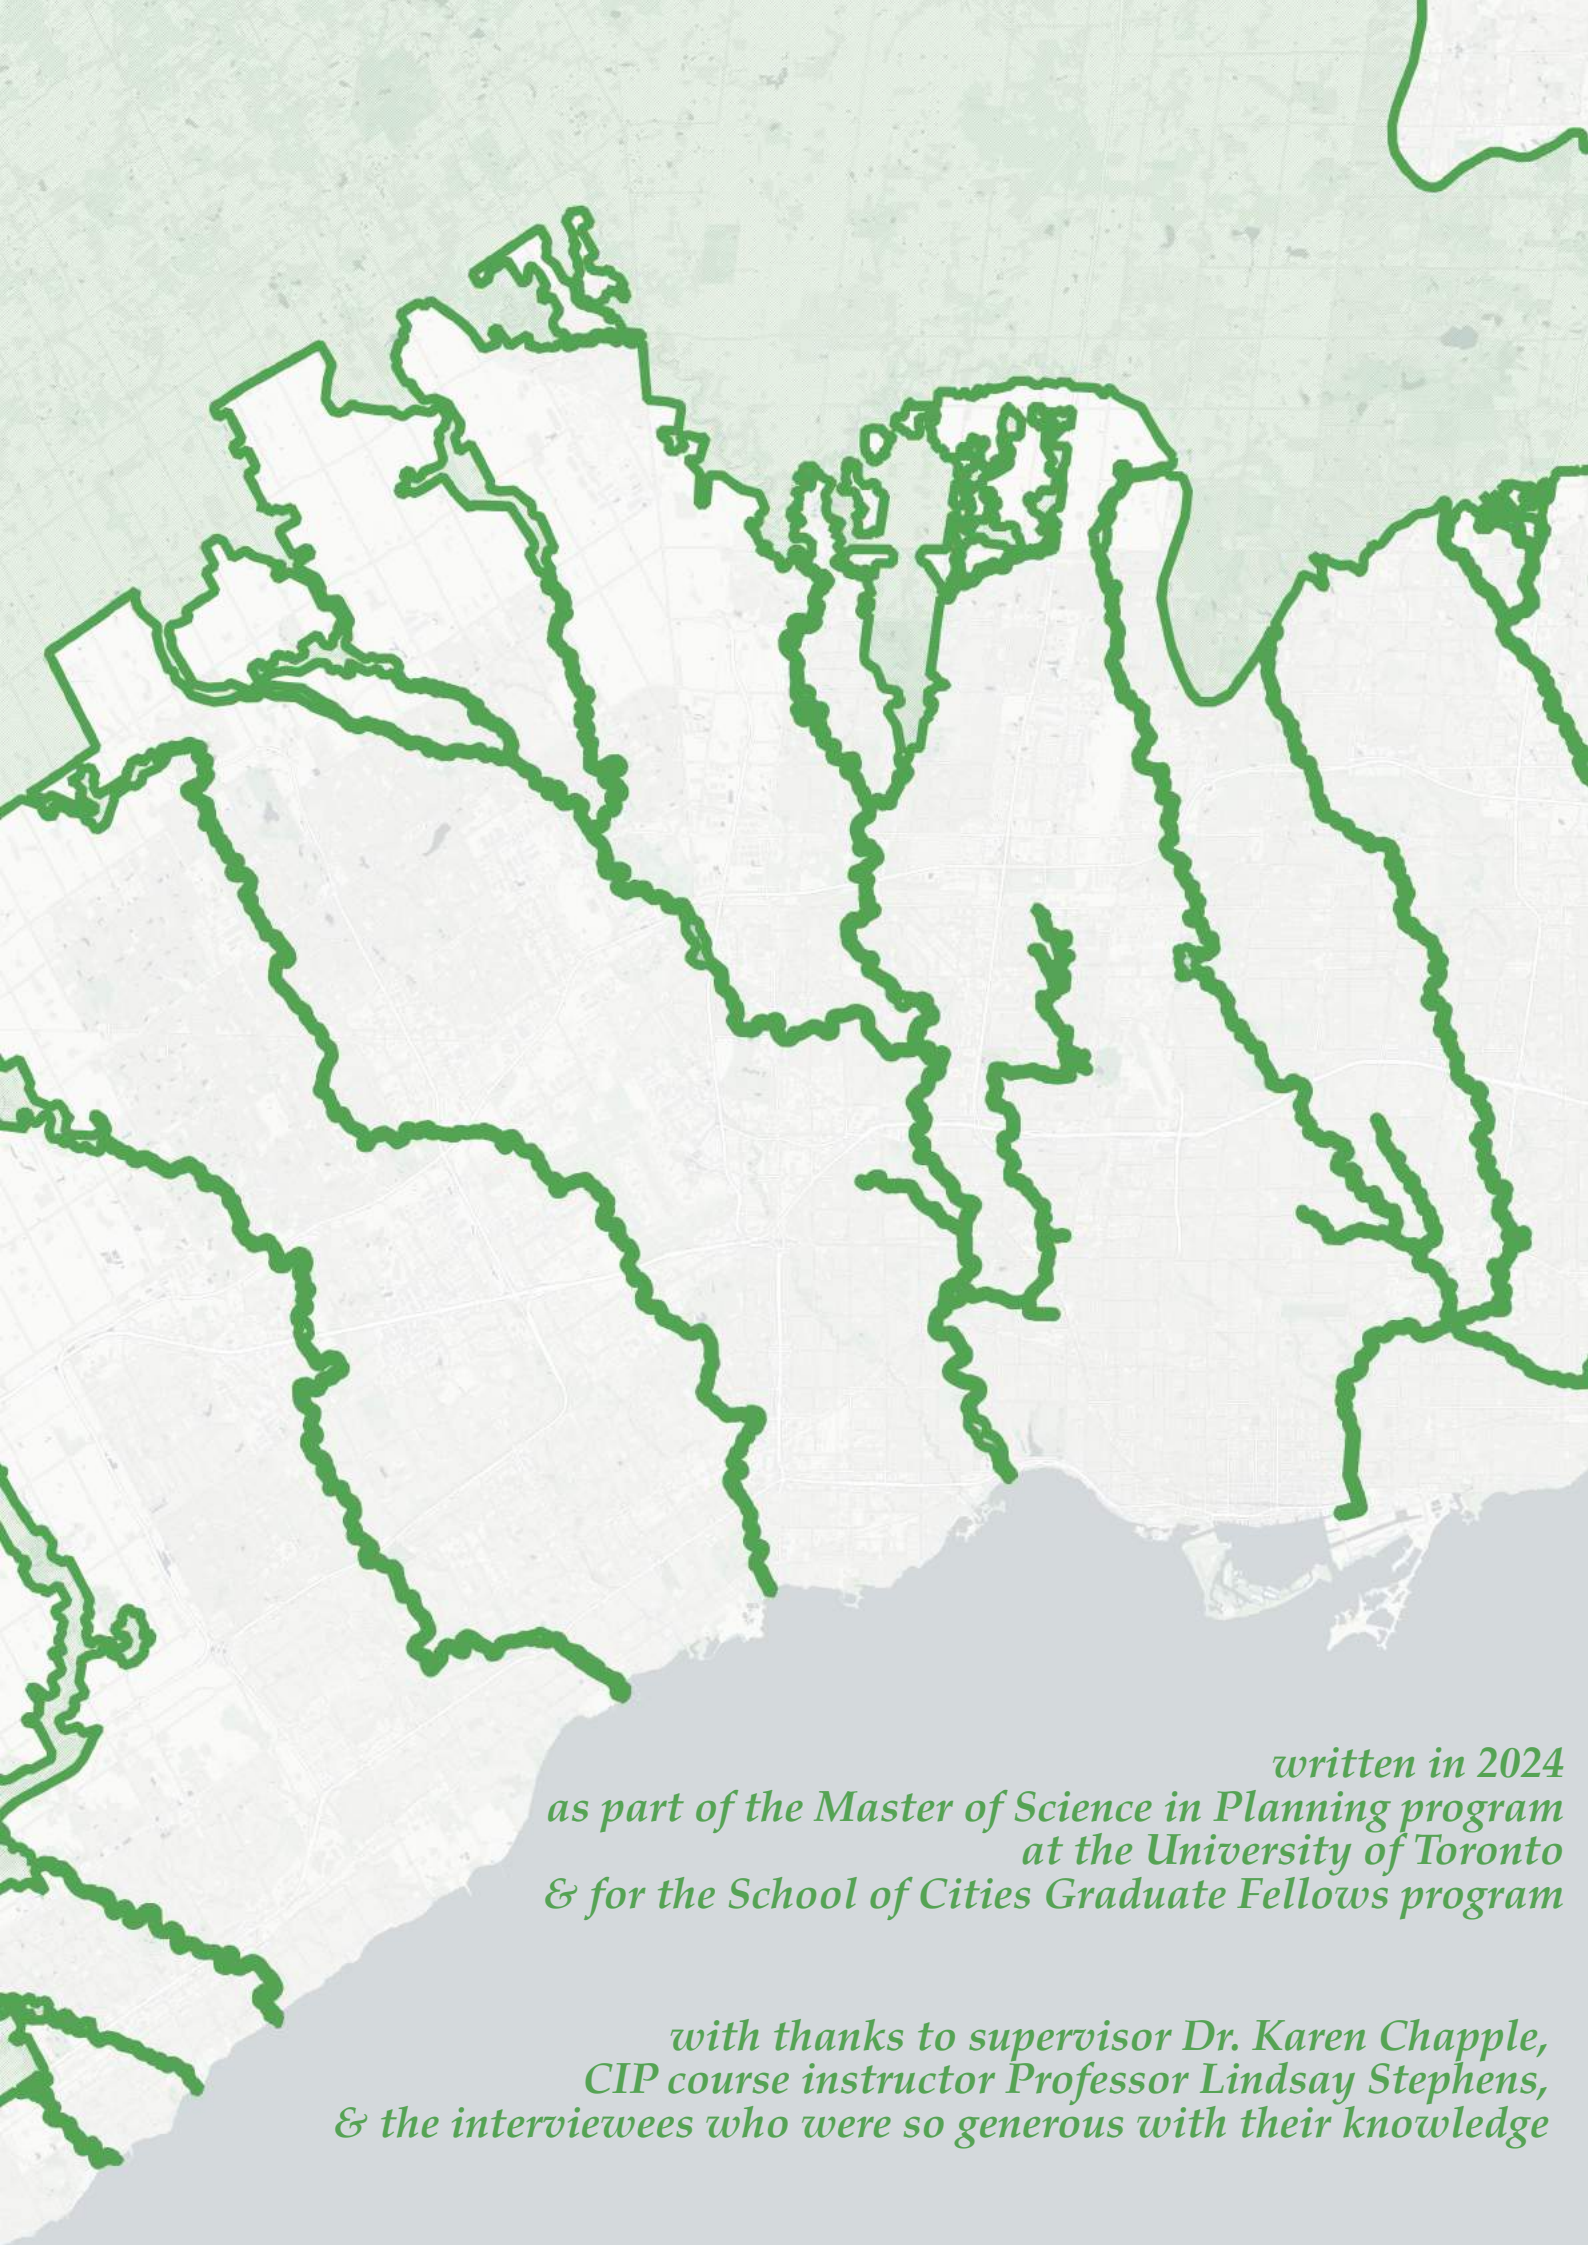 written in 2024
as part of the Master of Science in Planning program
at the University of Toronto
& for the School of Cities Graduate Fellows program
with thanks to supervisor Dr. Karen Chapple,
CIP course instructor Professor Lindsay Stephens,
& the interviewees who were so generous with their knowledge